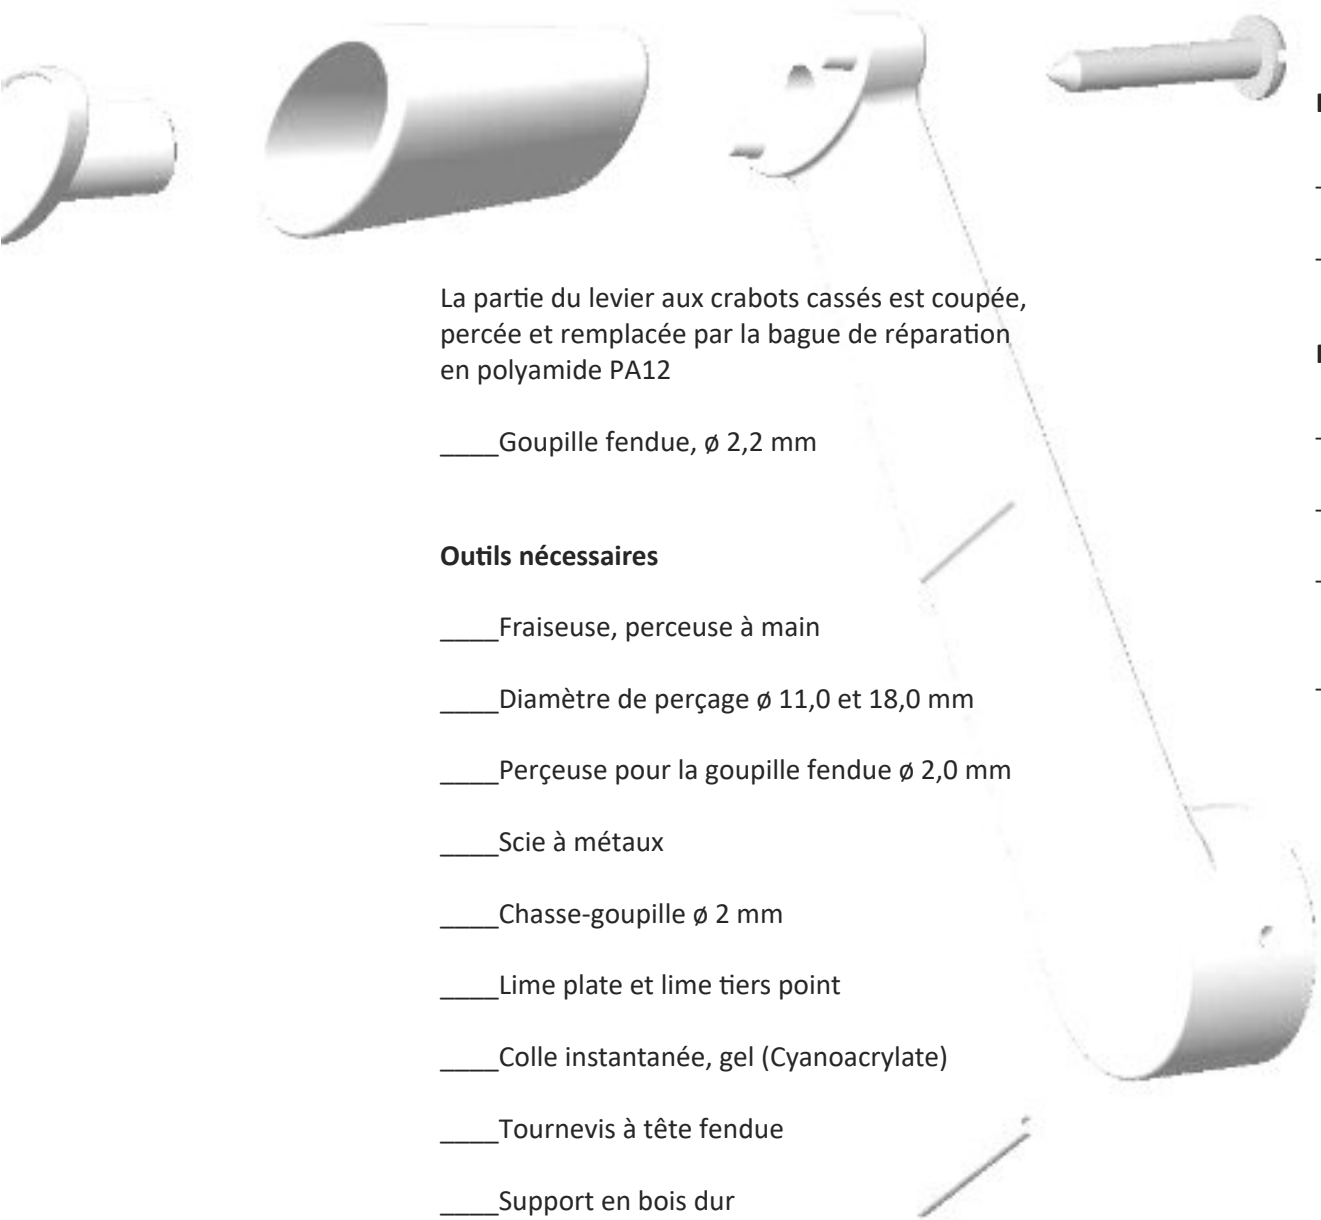 La partie du levier aux crabots cassés est coupée,
percée et remplacée par la bague de réparation
en polyamide PA12
____Goupille fendue, ø 2,2 mm
Outils nécessaires
____Fraiseuse, perceuse à main
____Diamètre de perçage ø 11,0 et 18,0 mm
____Perçeuse pour la goupille fendue ø 2,0 mm
____Scie à métaux
____Chasse-goupille ø 2 mm
____Lime plate et lime tiers point
____Colle instantanée, gel (Cyanoacrylate)
____Tournevis à tête fendue
____Support en bois dur